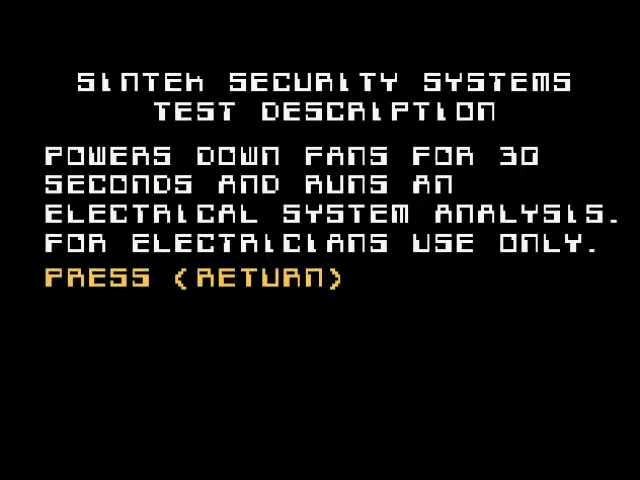 SINTEK SECURITY SYSTEMS
TEST DESCRIPTION
POWERS DOWN FANS FOR 30
SECONDS AND RUNS AN
ELECTRICAL SYSTEM ANALYSIS.
FOR ELECTRICIANS USE ONLY.
PRESS (RETURN)